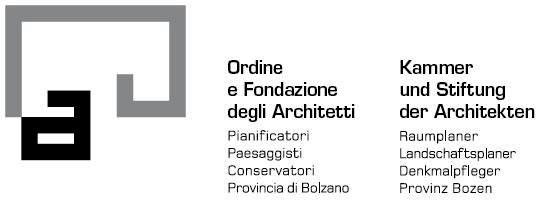 a
Ordine
e Fondazione
degli Architetti
Pianificatori
Paesaggisti
Conservatori
Provincia di Bolzano
Kammer
und Stiftung
der Architekten
Raumplaner
Landschaftsplaner
Denkmalpfleger
Provinz Bozen